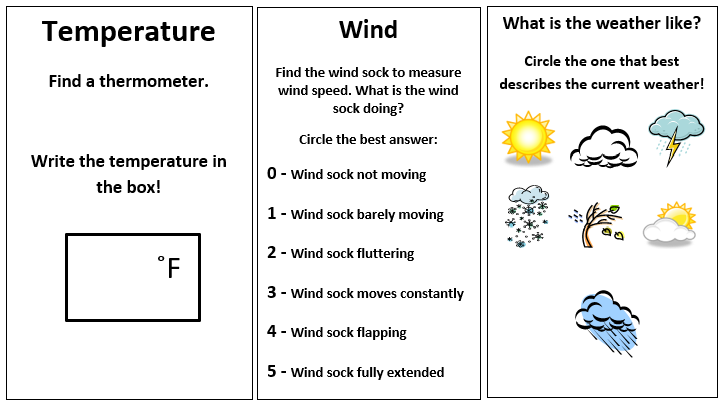 Temperature
Find a thermometer.
Write the temperature in
the box!
°F
Wind
Find the wind sock to measure
wind speed. What is the wind
sock doing?
Circle the best answer:
0 - Wind sock not moving
1 - Wind sock barely moving
2 - Wind sock fluttering
3 - Wind sock moves constantly
4 - Wind sock flapping
5 - Wind sock fully extended
What is the weather like?
Circle the one that best
describes the current weather!